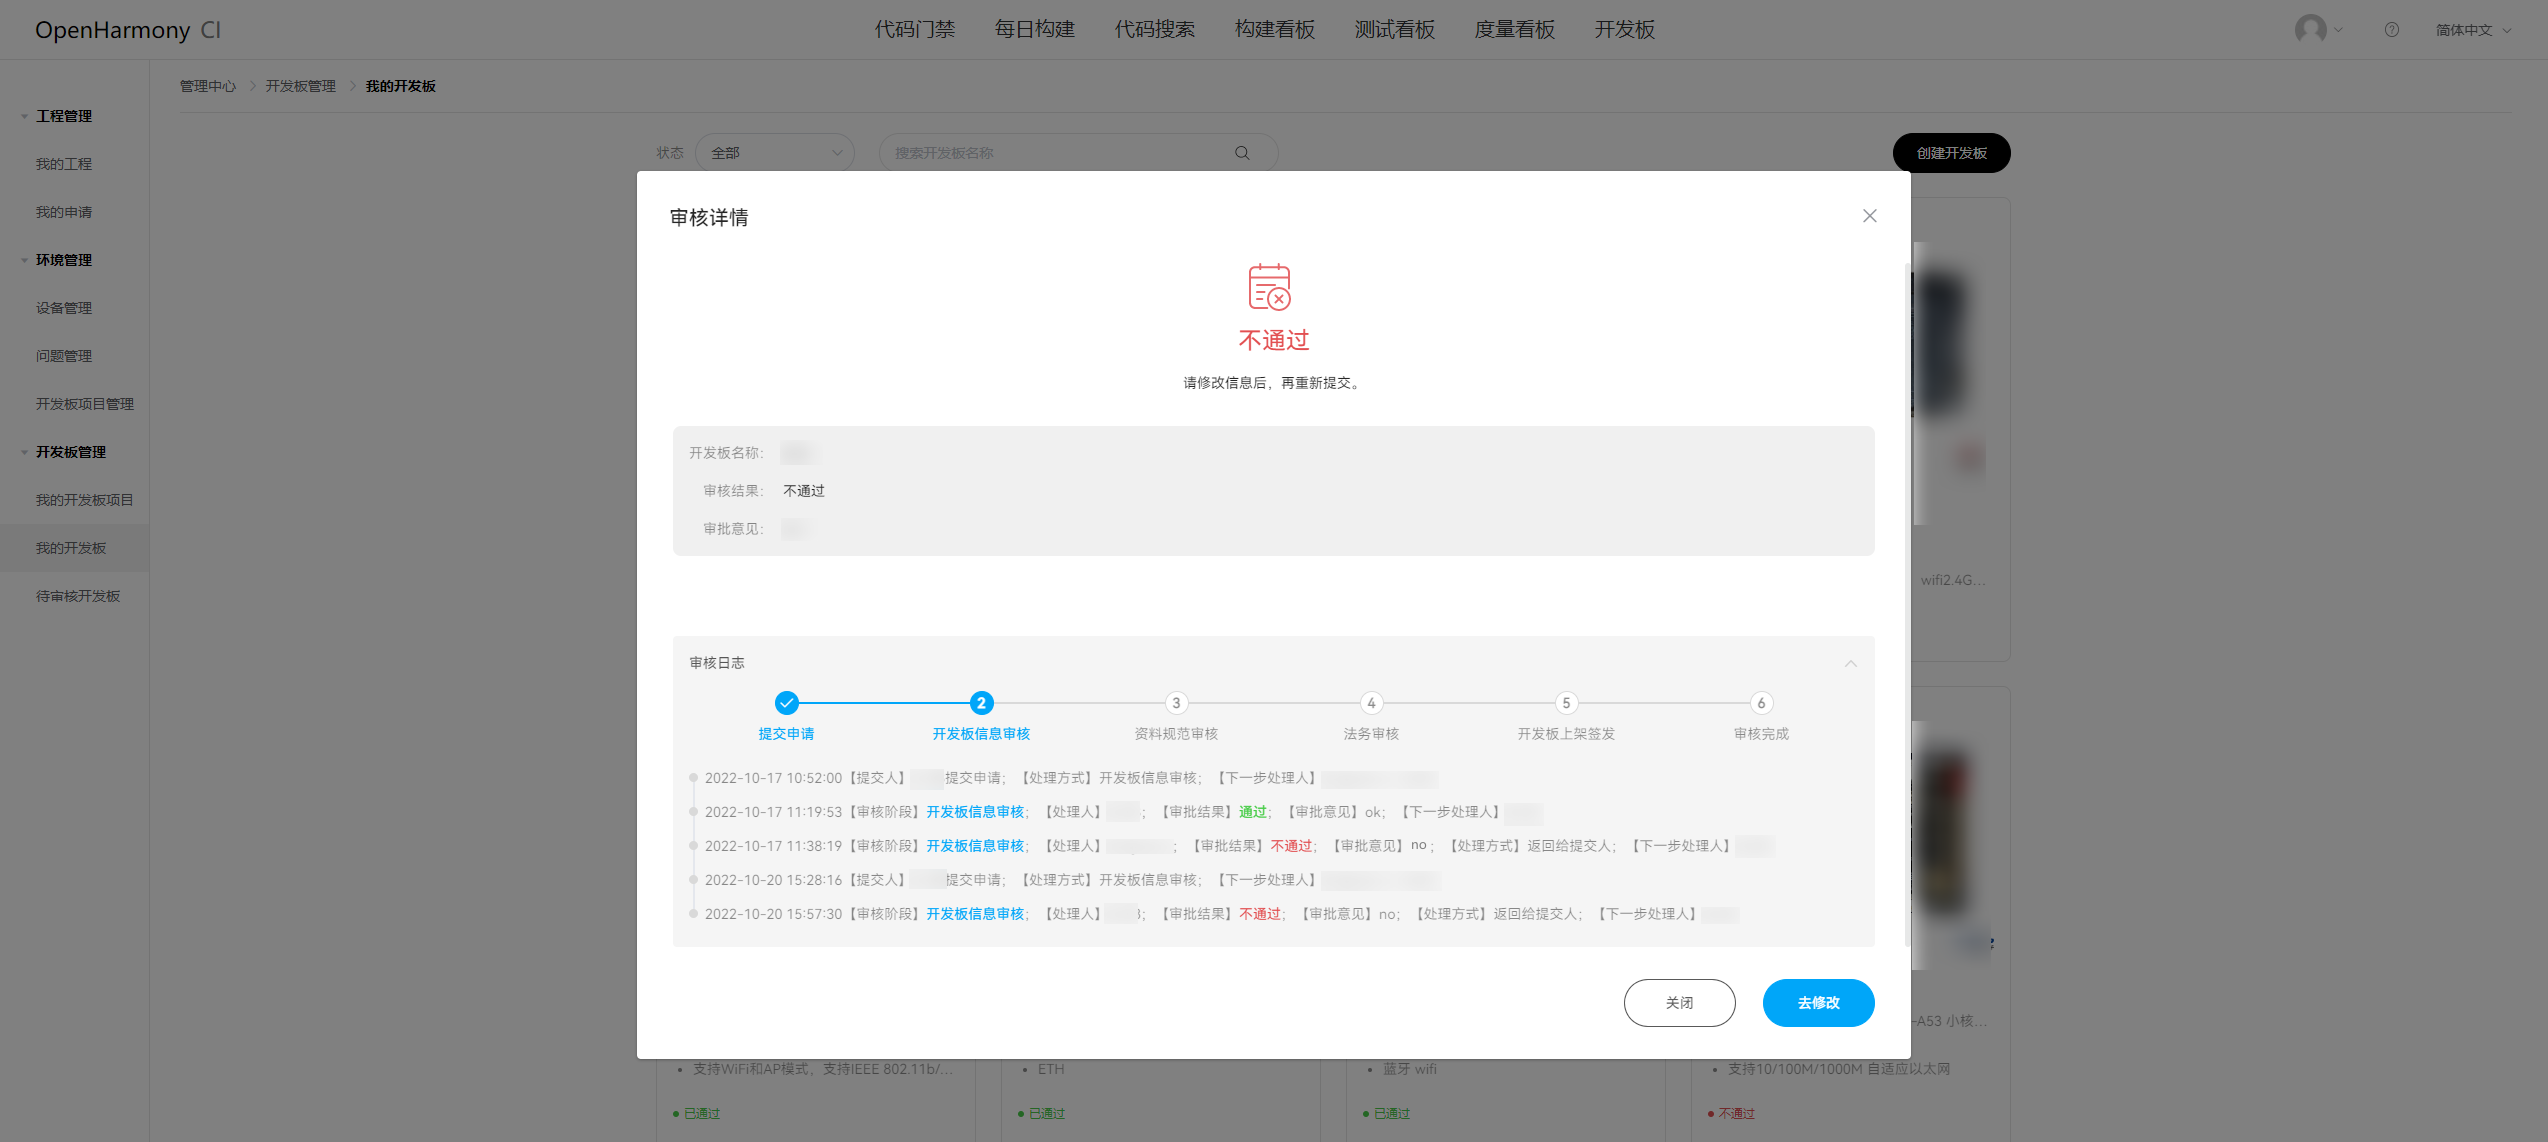 OpenHarmony CI
代码门禁 每日构建 代码搜索 构建看板 测试看板 度量看板 开发板
简体中文
管理中心 > 开发板管理 > 我的开发板
工程管理
我的工程
我的申请
环境管理
设备管理
问题管理
开发板项目管理
开发板管理
我的开发板项目
我的开发板
待审核开发板
状态 全部 搜索开发板名称 创建开发板
审核详情
不通过
请修改信息后，再重新提交。
开发板名称：
审核结果： 不通过
审批意见：
wifi2.4G...
审核日志
2 3 4 5 6
提交申请 开发板信息审核 资料规范审核 法务审核 开发板上架签发 审核完成
2022-10-17 10:52:00【提交人】 提交申请；【处理方式】开发板信息审核；【下一步处理人】
2022-10-17 11:19:53【审核阶段】开发板信息审核；【处理人】 ；【审批结果】通过；【审批意见】ok；【下一步处理人】
2022-10-17 11:38:19【审核阶段】开发板信息审核；【处理人】 ；【审批结果】不通过；【审批意见】no；【处理方式】返回给提交人；【下一步处理人】
2022-10-20 15:28:16【提交人】 提交申请；【处理方式】开发板信息审核；【下一步处理人】
2022-10-20 15:57:30【审核阶段】开发板信息审核；【处理人】 ；【审批结果】不通过；【审批意见】no；【处理方式】返回给提交人；【下一步处理人】
关闭 去修改
-A53 小核...
支持WiFi和AP模式，支持IEEE 802.11b/... ETH 蓝牙 wifi 支持10/100M/1000M 自适应以太网
已通过 已通过 已通过 不通过